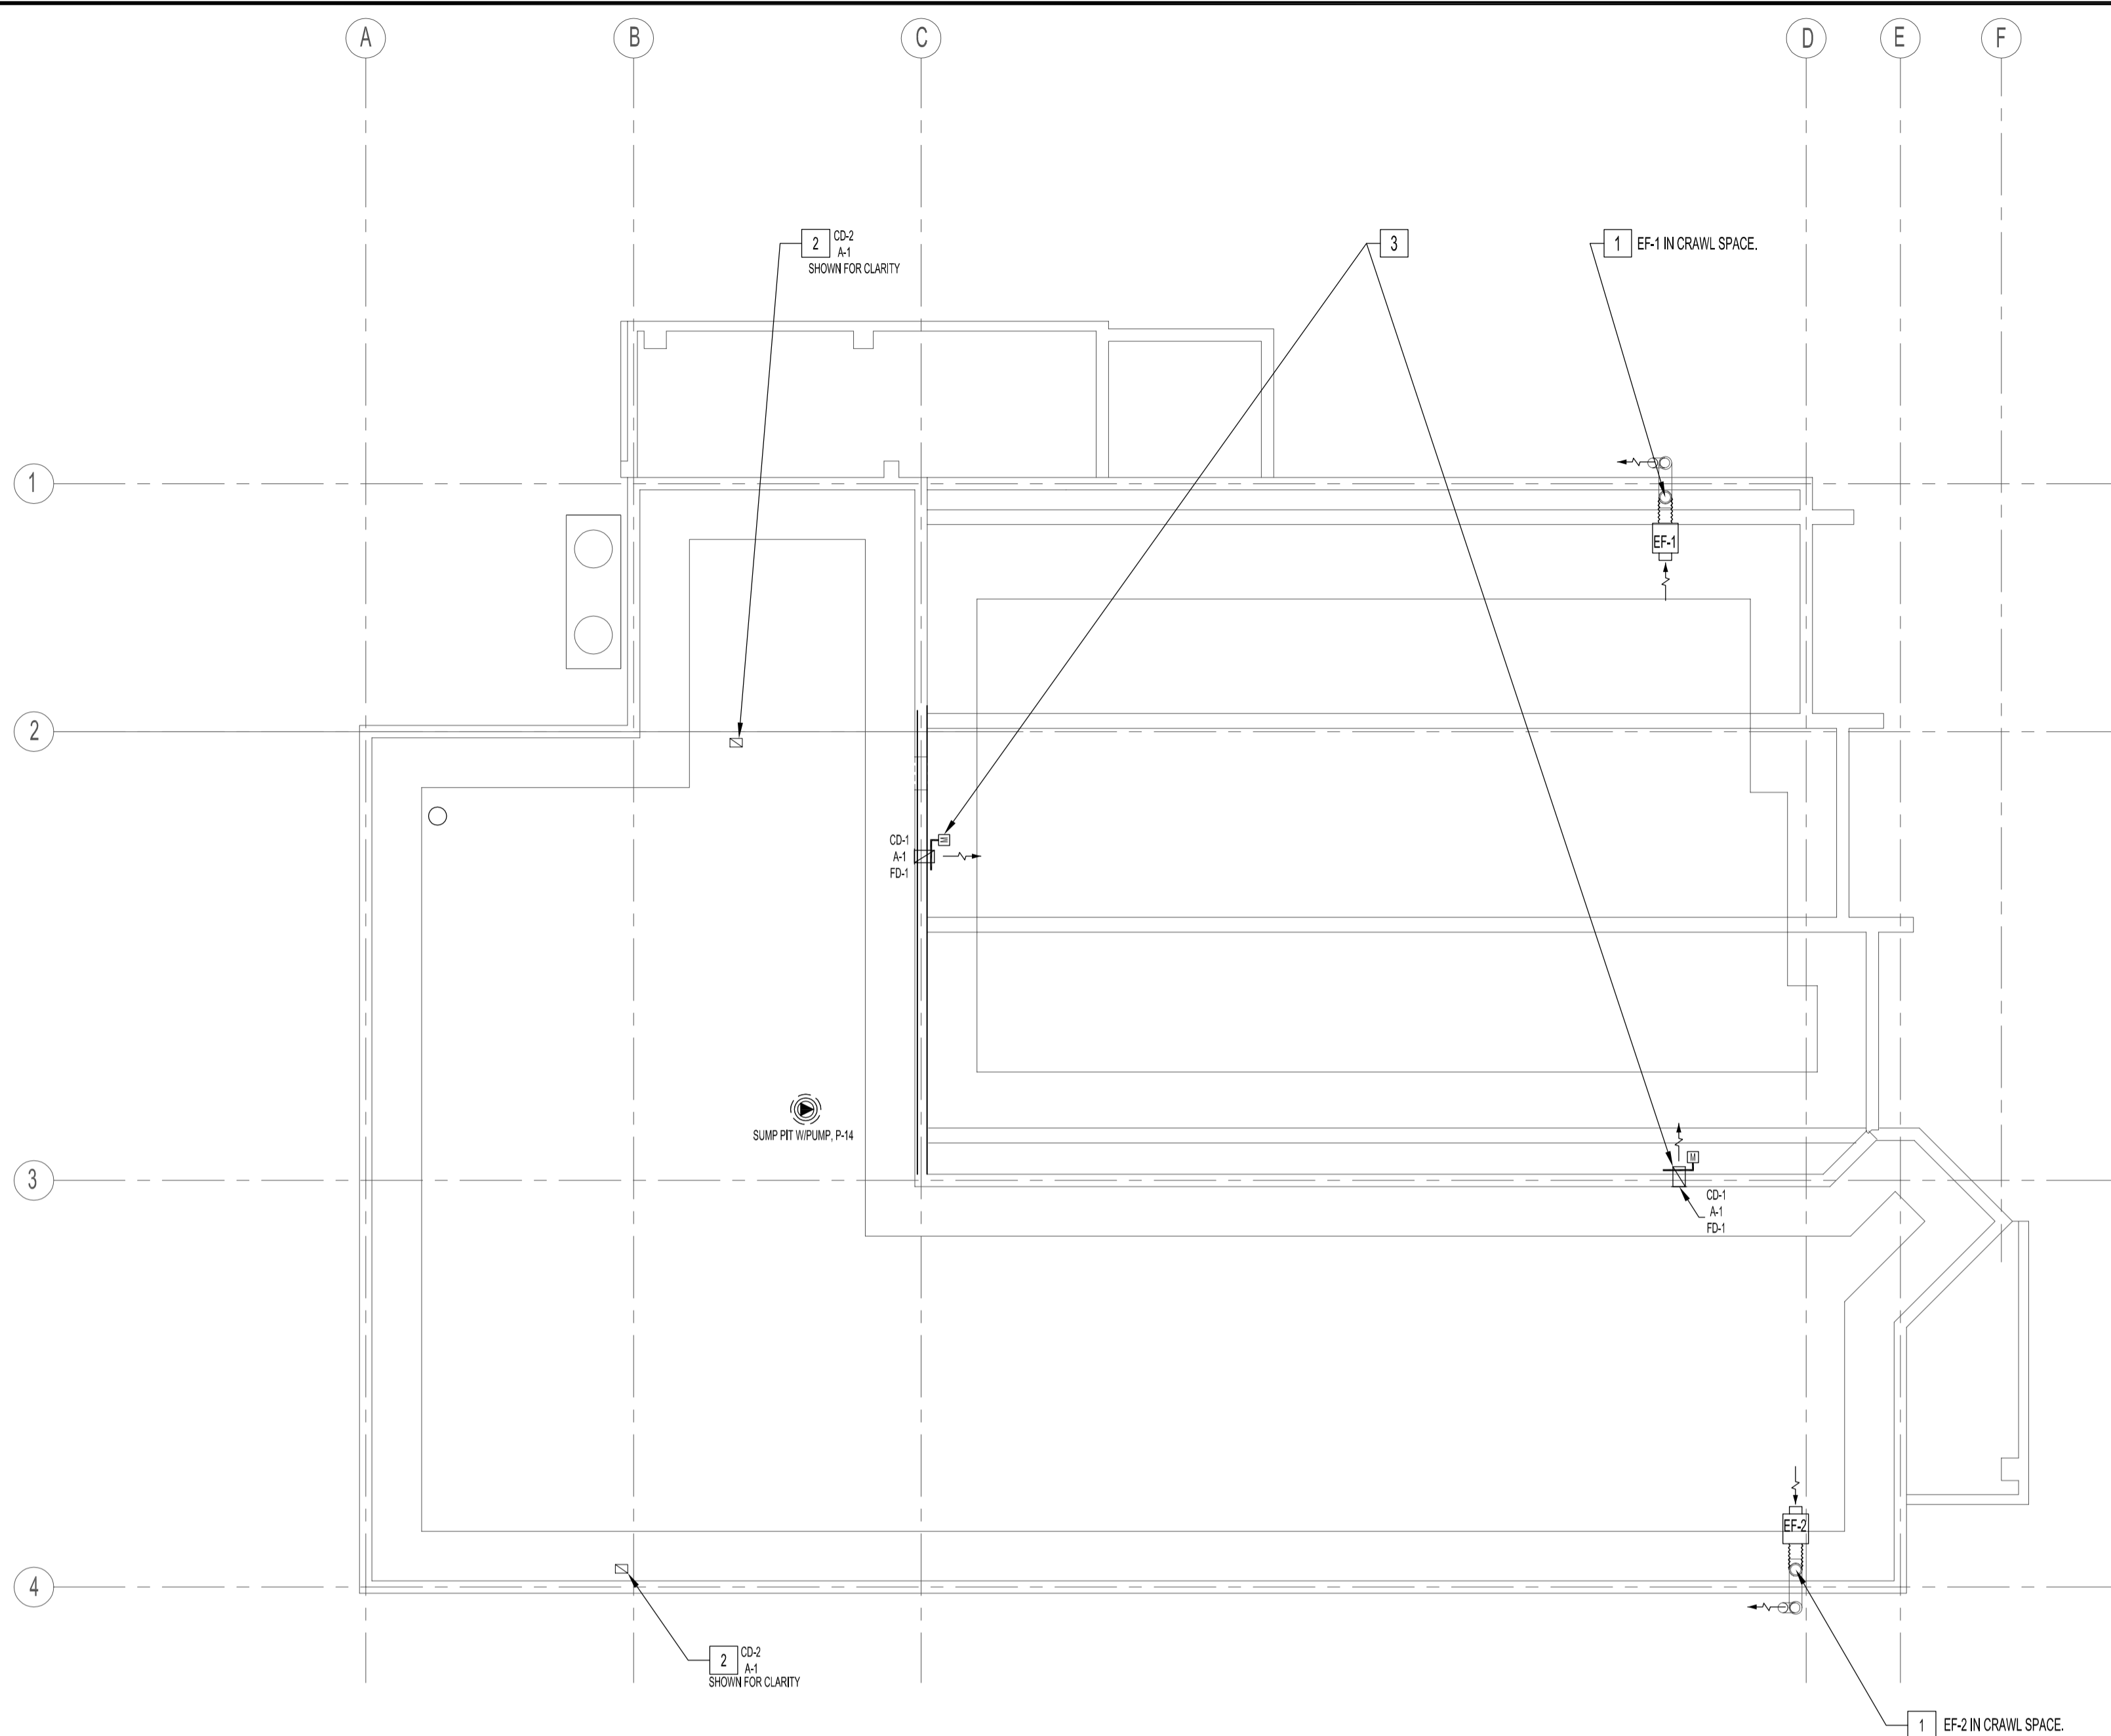 A B C D E F
2 CD-2
A-1
SHOWN FOR CLARITY
3
1 EF-1 IN CRAWL SPACE.
1
EF-1
2
CD-1
A-1
FD-1
M
SUMP PIT W/PUMP, P-14
M
3
CD-1
A-1
FD-1
EF-2
4
2 CD-2
A-1
SHOWN FOR CLARITY
1 EF-2 IN CRAWL SPACE.